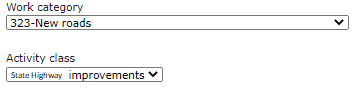 Work category
323-New roads
Activity class
State Highway improvements